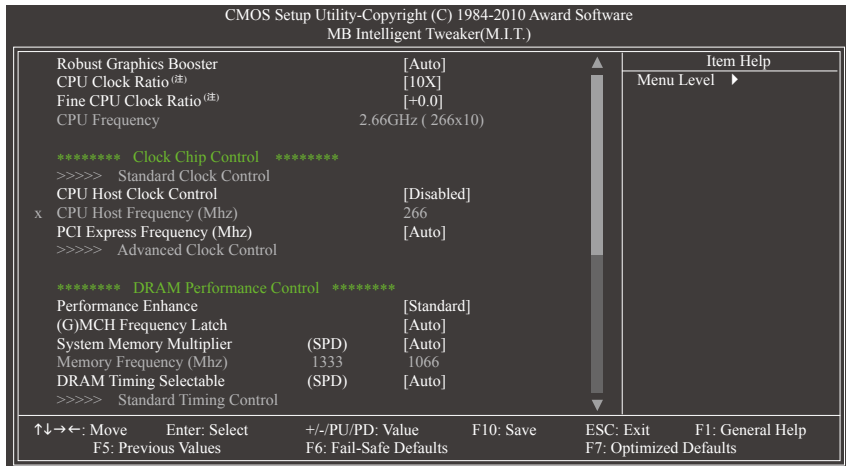 CMOS Setup Utility-Copyright (C) 1984-2010 Award Software
MB Intelligent Tweaker(M.I.T.)
Robust Graphics Booster [Auto]
CPU Clock Ratio (注) [10X]
Fine CPU Clock Ratio (注) [+0.0]
CPU Frequency 2.66GHz ( 266x10)
******** Clock Chip Control ********
>>>>> Standard Clock Control
CPU Host Clock Control [Disabled]
x CPU Host Frequency (Mhz) 266
PCI Express Frequency (Mhz) [Auto]
>>>>> Advanced Clock Control
******** DRAM Performance Control ********
Performance Enhance [Standard]
(G)MCH Frequency Latch [Auto]
System Memory Multiplier (SPD) [Auto]
Memory Frequency (Mhz) 1333 1066
DRAM Timing Selectable (SPD) [Auto]
>>>>> Standard Timing Control
Item Help
Menu Level ▶
↑↓→←: Move Enter: Select +/-/PU/PD: Value F10: Save ESC: Exit F1: General Help
F5: Previous Values F6: Fail-Safe Defaults F7: Optimized Defaults